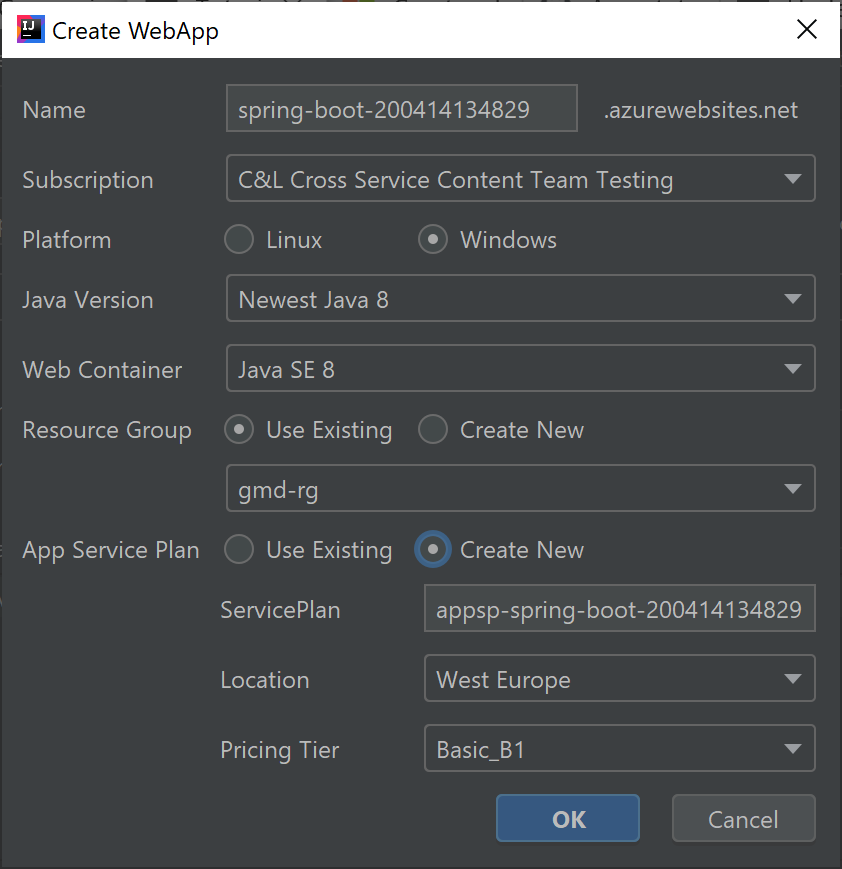 IJ
Create WebApp
Name spring-boot-200414134829 .azurewebsites.net
Subscription C&L Cross Service Content Team Testing
Platform Linux Windows
Java Version Newest Java 8
Web Container Java SE 8
Resource Group Use Existing Create New
gmd-rg
App Service Plan Use Existing Create New
ServicePlan appsp-spring-boot-200414134829
Location West Europe
Pricing Tier Basic_B1
OK Cancel